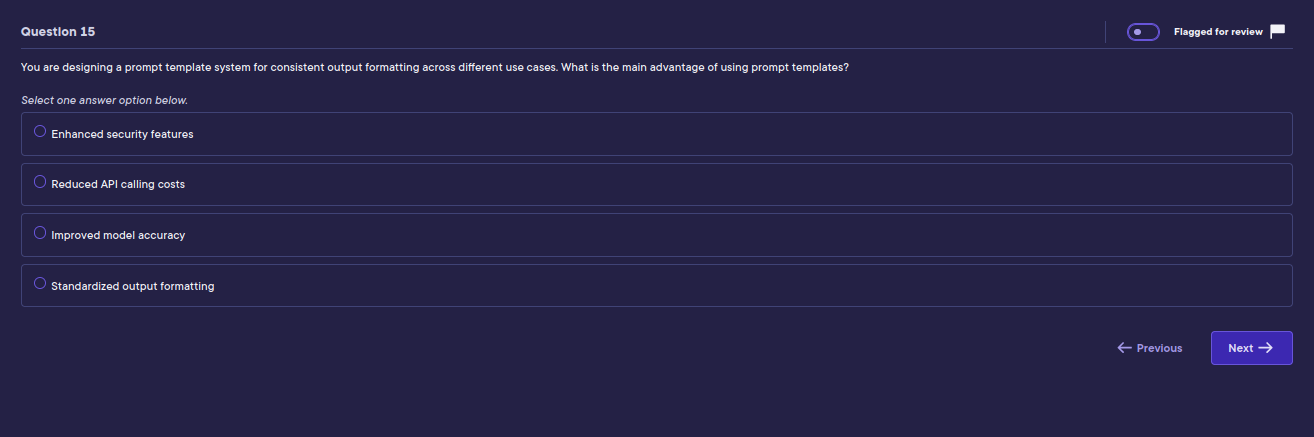 Question 15
Flagged for review
You are designing a prompt template system for consistent output formatting across different use cases. What is the main advantage of using prompt templates?
Select one answer option below.
Enhanced security features
Reduced API calling costs
Improved model accuracy
Standardized output formatting
Previous
Next